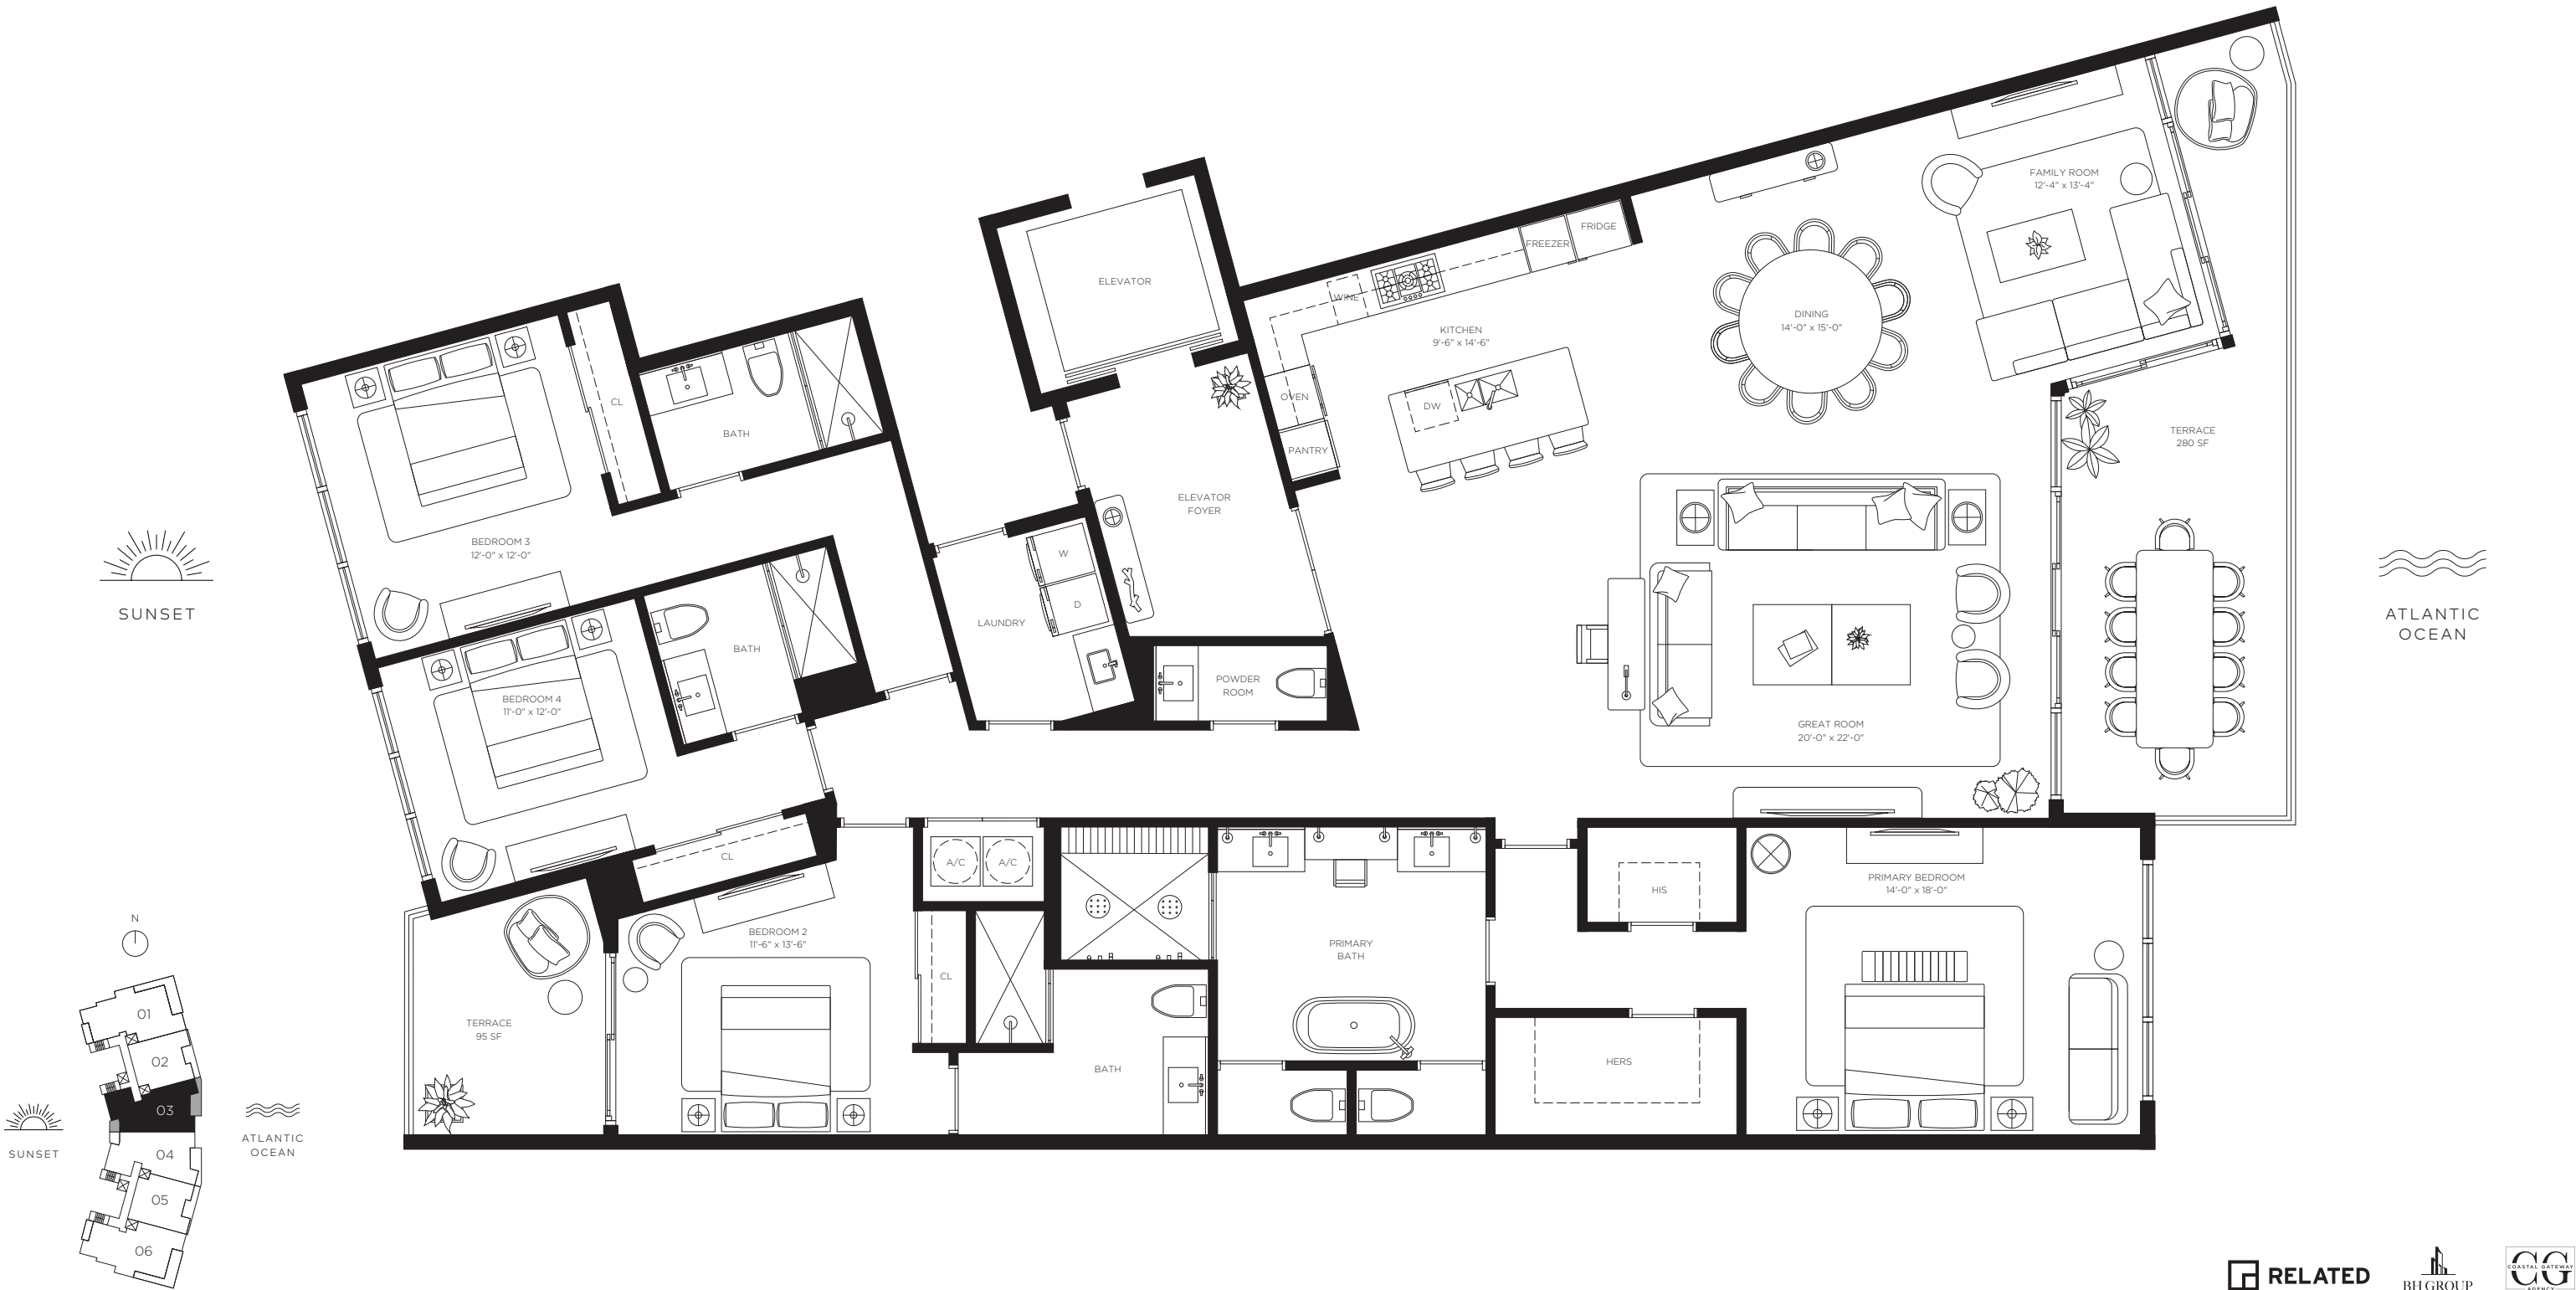 ELEVATOR
FAMILY ROOM
12'-4" x 13'-4"
FREEZER
FRIDGE
WINE
KITCHEN
9'-6" x 14'-6"
DINING
14'-0" x 15'-0"
OVEN
DW
PANTRY
CL
BATH
TERRACE
280 SF
ELEVATOR
FOYER
BEDROOM 3
12'-0" x 12'-0"
W
D
LAUNDRY
SUNSET
ATLANTIC
OCEAN
BATH
POWDER
ROOM
BEDROOM 4
11'-0" x 12'-0"
GREAT ROOM
20'-0" x 22'-0"
CL
A/C
A/C
HIS
PRIMARY BEDROOM
14'-0" x 18'-0"
BEDROOM 2
11'-6" x 13'-6"
PRIMARY
BATH
CL
TERRACE
95 SF
BATH
HERS
N
01
02
03
04
05
06
SUNSET
ATLANTIC
OCEAN
RELATED
BH GROUP
CG
COASTAL GATEWAY
AGENCY